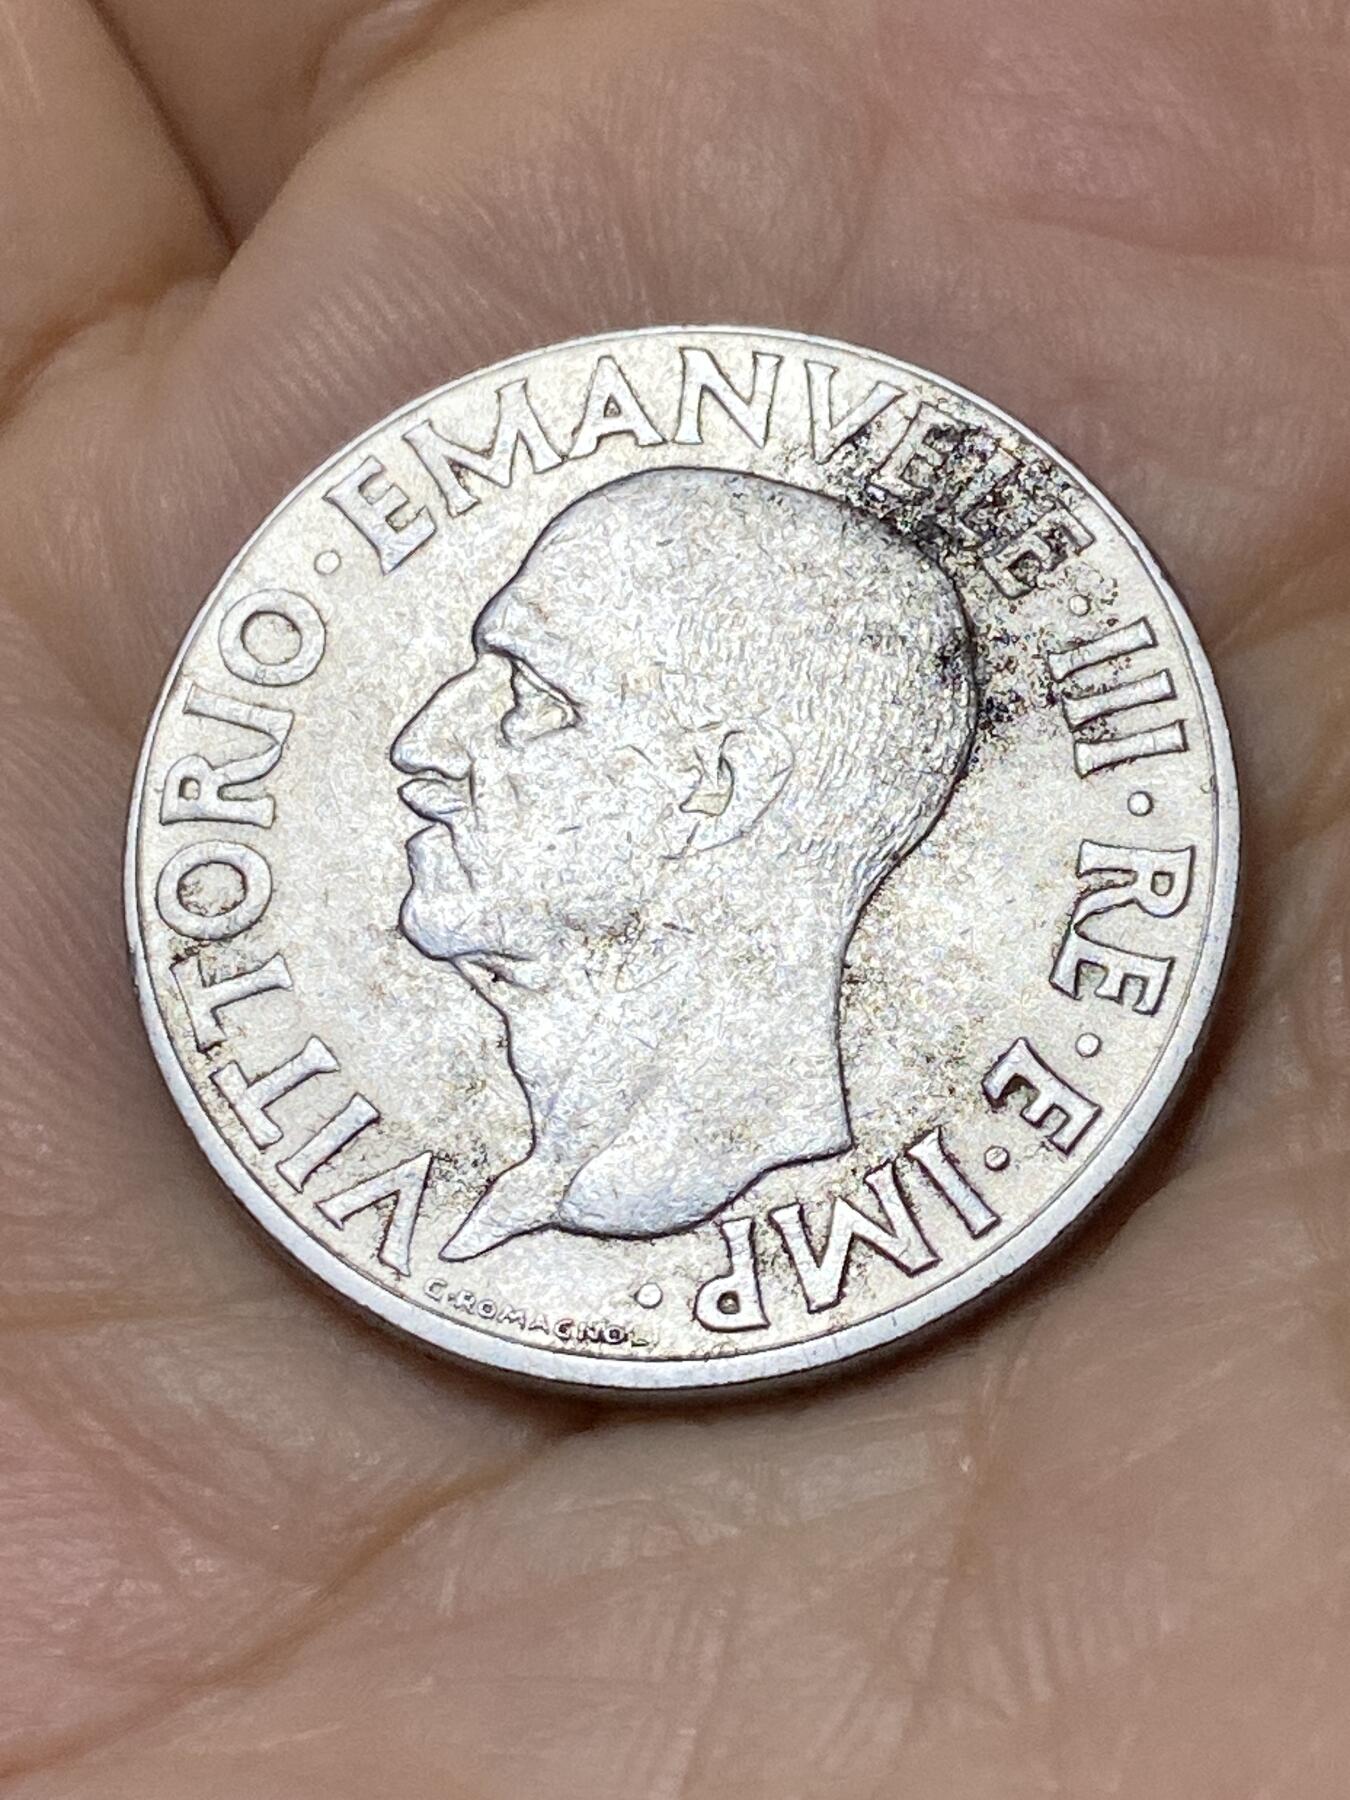 VITTORIO · EMANVELE · III · RE · E · IMP ·
G·ROMAGNOLI